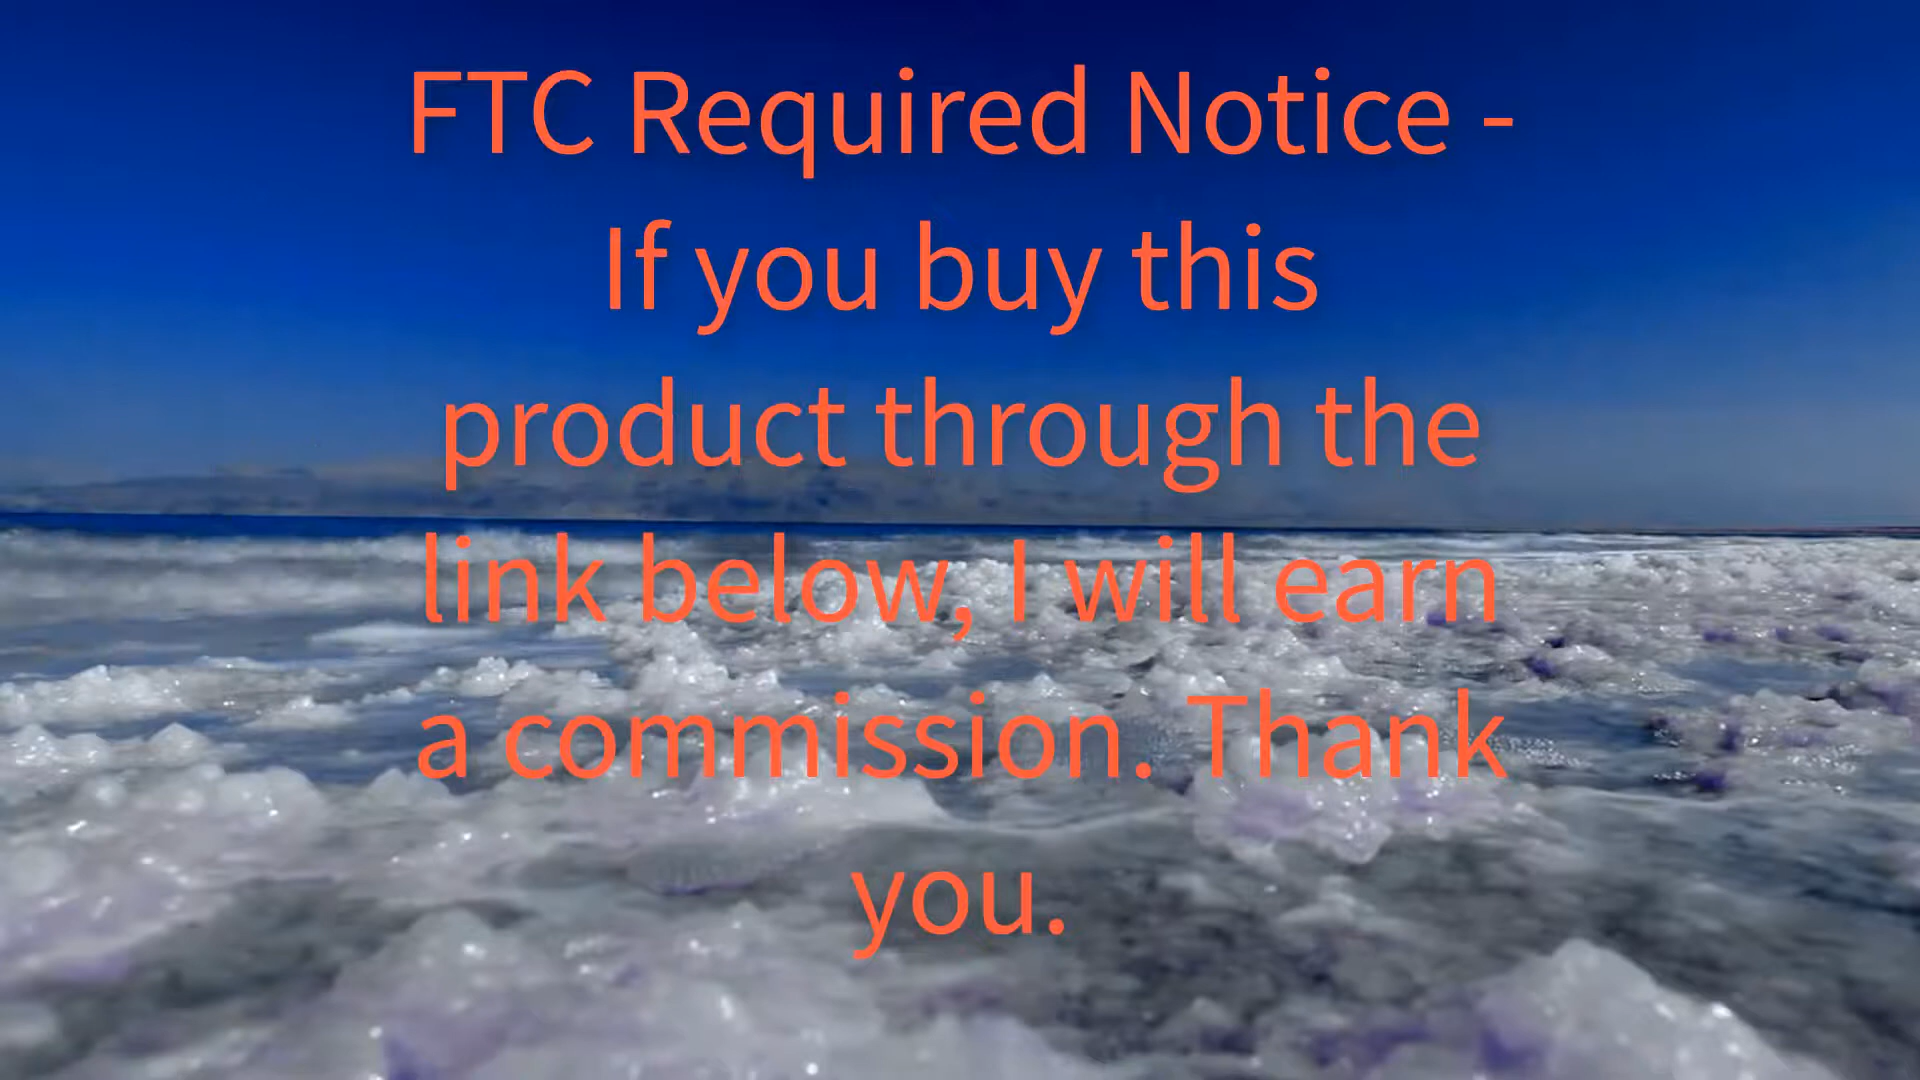 FTC Required Notice -
If you buy this
product through the
link below, I will earn
a commission. Thank
you.